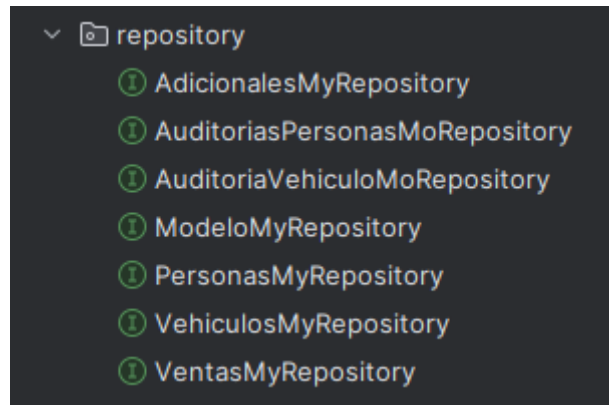 repository
AdicionalesMyRepository
AuditoriasPersonasMoRepository
AuditoriaVehiculoMoRepository
ModeloMyRepository
PersonasMyRepository
VehiculosMyRepository
VentasMyRepository